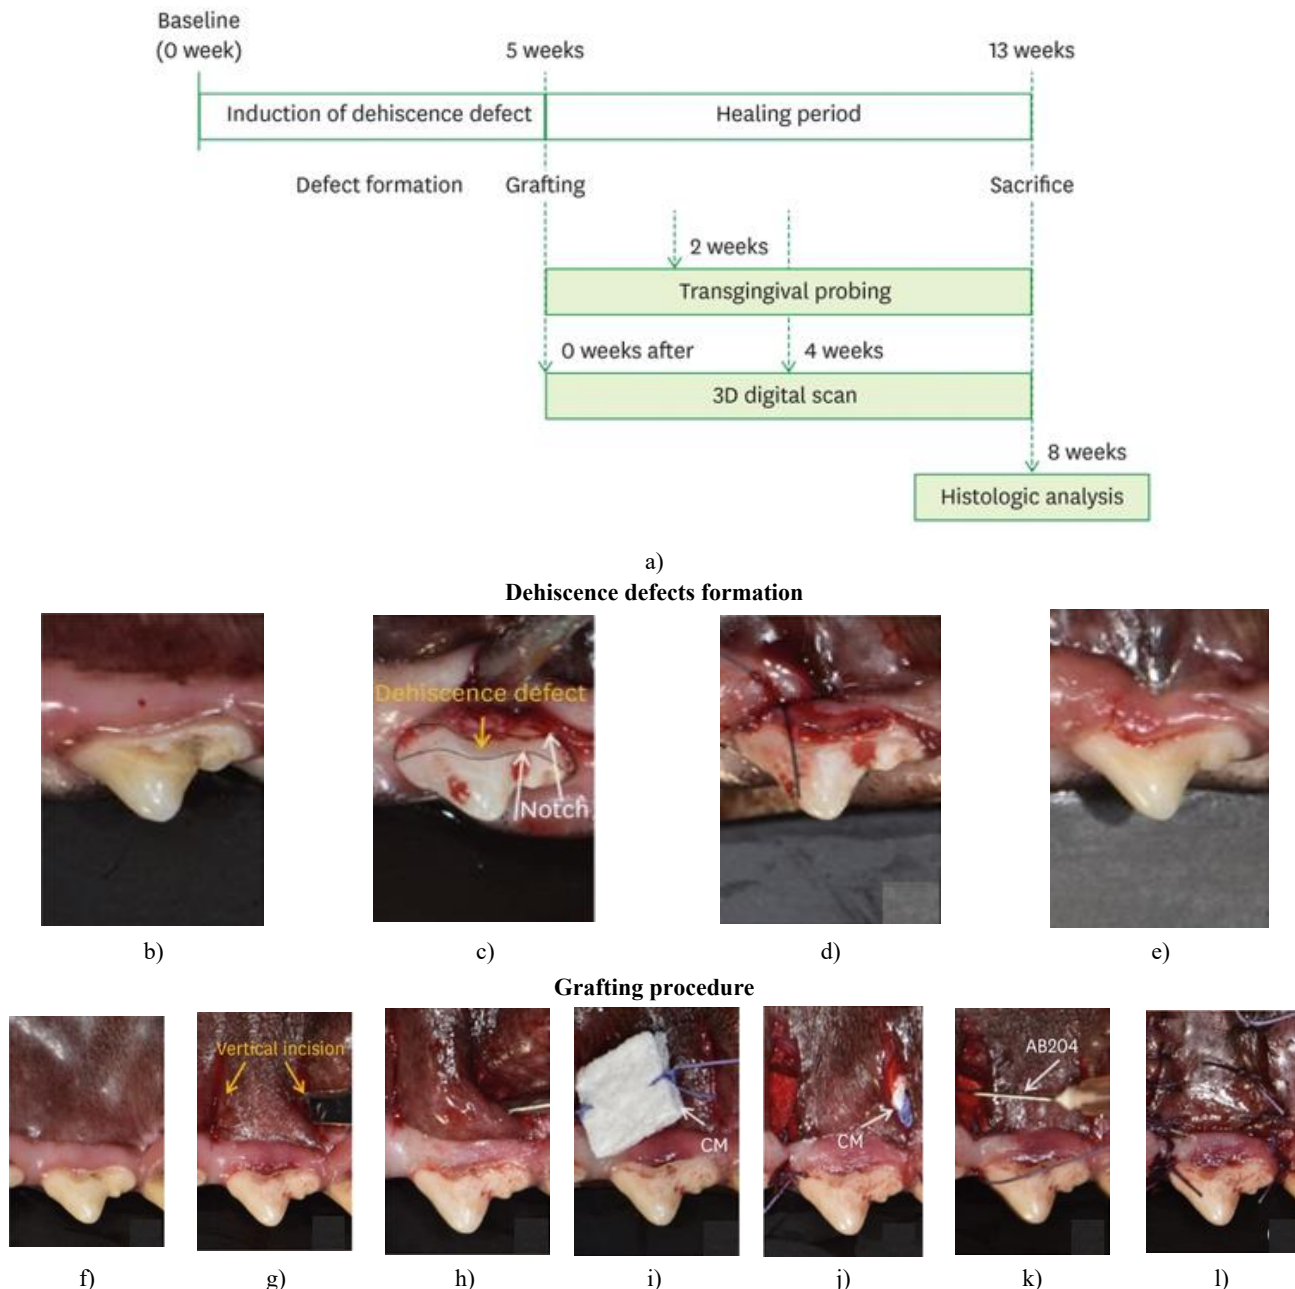 Baseline
(0 week)
5 weeks
13 weeks
Induction of dehiscence defect
Healing period
Defect formation
Grafting
Sacrifice
2 weeks
Transgingival probing
0 weeks after
4 weeks
3D digital scan
8 weeks
Histologic analysis
a)
Dehiscence defects formation
Dehiscence defect
Notch
b)
c)
d)
e)
Grafting procedure
Vertical incision
CM
CM
AB204
f)
g)
h)
i)
j)
k)
l)